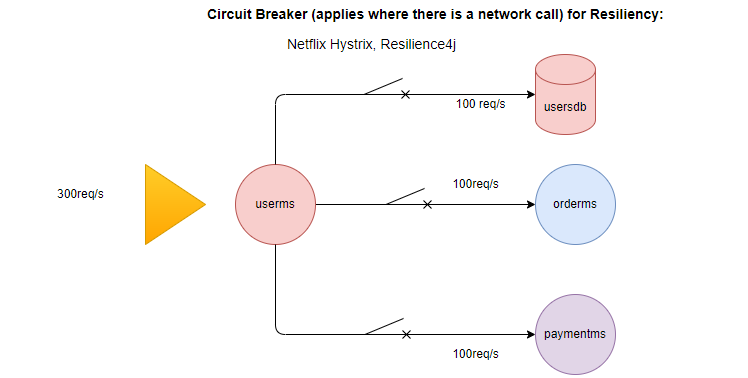 Circuit Breaker (applies where there is a network call) for Resiliency:
Netflix Hystrix, Resilience4j
100 req/s
usersdb
300req/s
userms
100req/s
orderms
100req/s
paymentms